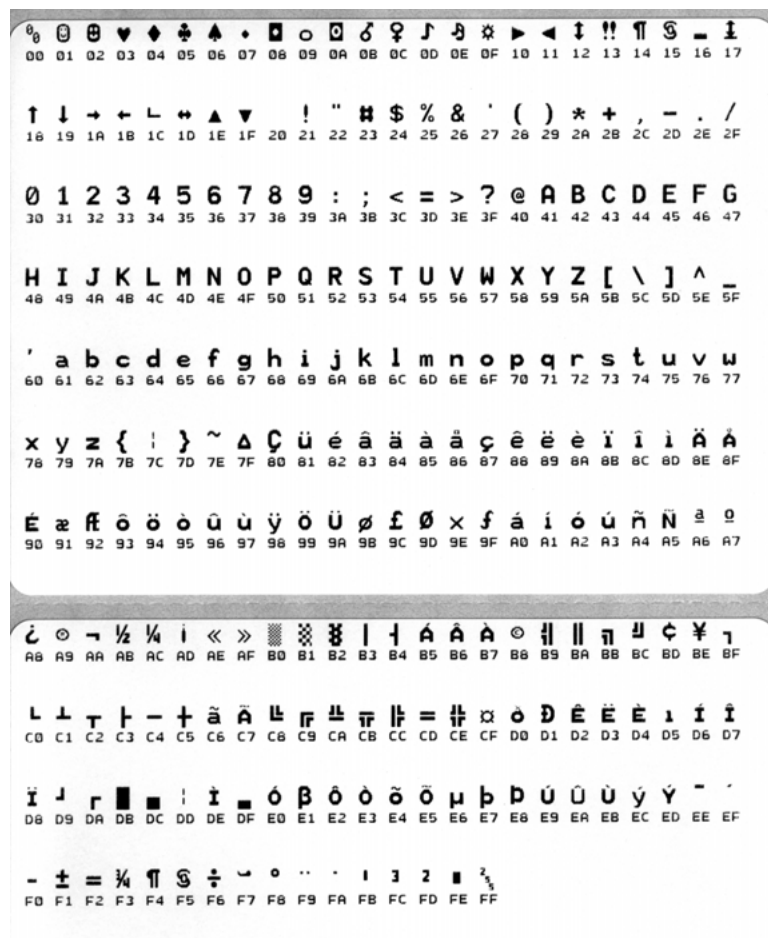 ⁰₀ ☺ ☻ ♥ ♦ ♣ ♠ • ◘ ○ ◙ ♂ ♀ ♪ ♫ ☼ ► ◄ ↕ ‼ ¶ § ▬ ↨
00 01 02 03 04 05 06 07 08 09 0A 0B 0C 0D 0E 0F 10 11 12 13 14 15 16 17
↑ ↓ → ← ∟ ↔ ▲ ▼ ! " # $ % & ' ( ) * + , - . /
18 19 1A 1B 1C 1D 1E 1F 20 21 22 23 24 25 26 27 28 29 2A 2B 2C 2D 2E 2F
0 1 2 3 4 5 6 7 8 9 : ; < = > ? @ A B C D E F G
30 31 32 33 34 35 36 37 38 39 3A 3B 3C 3D 3E 3F 40 41 42 43 44 45 46 47
H I J K L M N O P Q R S T U V W X Y Z [ \ ] ^ _
48 49 4A 4B 4C 4D 4E 4F 50 51 52 53 54 55 56 57 58 59 5A 5B 5C 5D 5E 5F
' a b c d e f g h i j k l m n o p q r s t u v w
60 61 62 63 64 65 66 67 68 69 6A 6B 6C 6D 6E 6F 70 71 72 73 74 75 76 77
x y z { ¦ } ~ ∆ Ç ü é â ä à å ç ê ë è ï î ì Ä Å
78 79 7A 7B 7C 7D 7E 7F 80 81 82 83 84 85 86 87 88 89 8A 8B 8C 8D 8E 8F
É æ Æ ô ö ò û ù ÿ Ö Ü ø £ Ø × ƒ á í ó ú ñ Ñ ª º
90 91 92 93 94 95 96 97 98 99 9A 9B 9C 9D 9E 9F A0 A1 A2 A3 A4 A5 A6 A7
¿ ® ¬ ½ ¼ ¡ « » ░ ▒ ▓ │ ┤ Á Â À © ╣ ║ ╗ ╝ ¢ ¥ ┐
A8 A9 AA AB AC AD AE AF B0 B1 B2 B3 B4 B5 B6 B7 B8 B9 BA BB BC BD BE BF
└ ┴ ┬ ├ ─ ┼ ã Ã ╚ ╔ ╩ ╦ ╠ ═ ╬ ¤ ð Ð Ê Ë È ı Í Î
C0 C1 C2 C3 C4 C5 C6 C7 C8 C9 CA CB CC CD CE CF D0 D1 D2 D3 D4 D5 D6 D7
Ï ┘ ┌ █ ▄ ¦ Ì ▬ ó β ô ò õ Õ µ þ Þ Ú Û Ù ý Ý ¯ ´
D8 D9 DA DB DC DD DE DF E0 E1 E2 E3 E4 E5 E6 E7 E8 E9 EA EB EC ED EE EF
- ± = ¾ ¶ § ÷ ¸ ° ¨ · ı 3 2 ■ ²⁵₅
F0 F1 F2 F3 F4 F5 F6 F7 F8 F9 FA FB FC FD FE FF